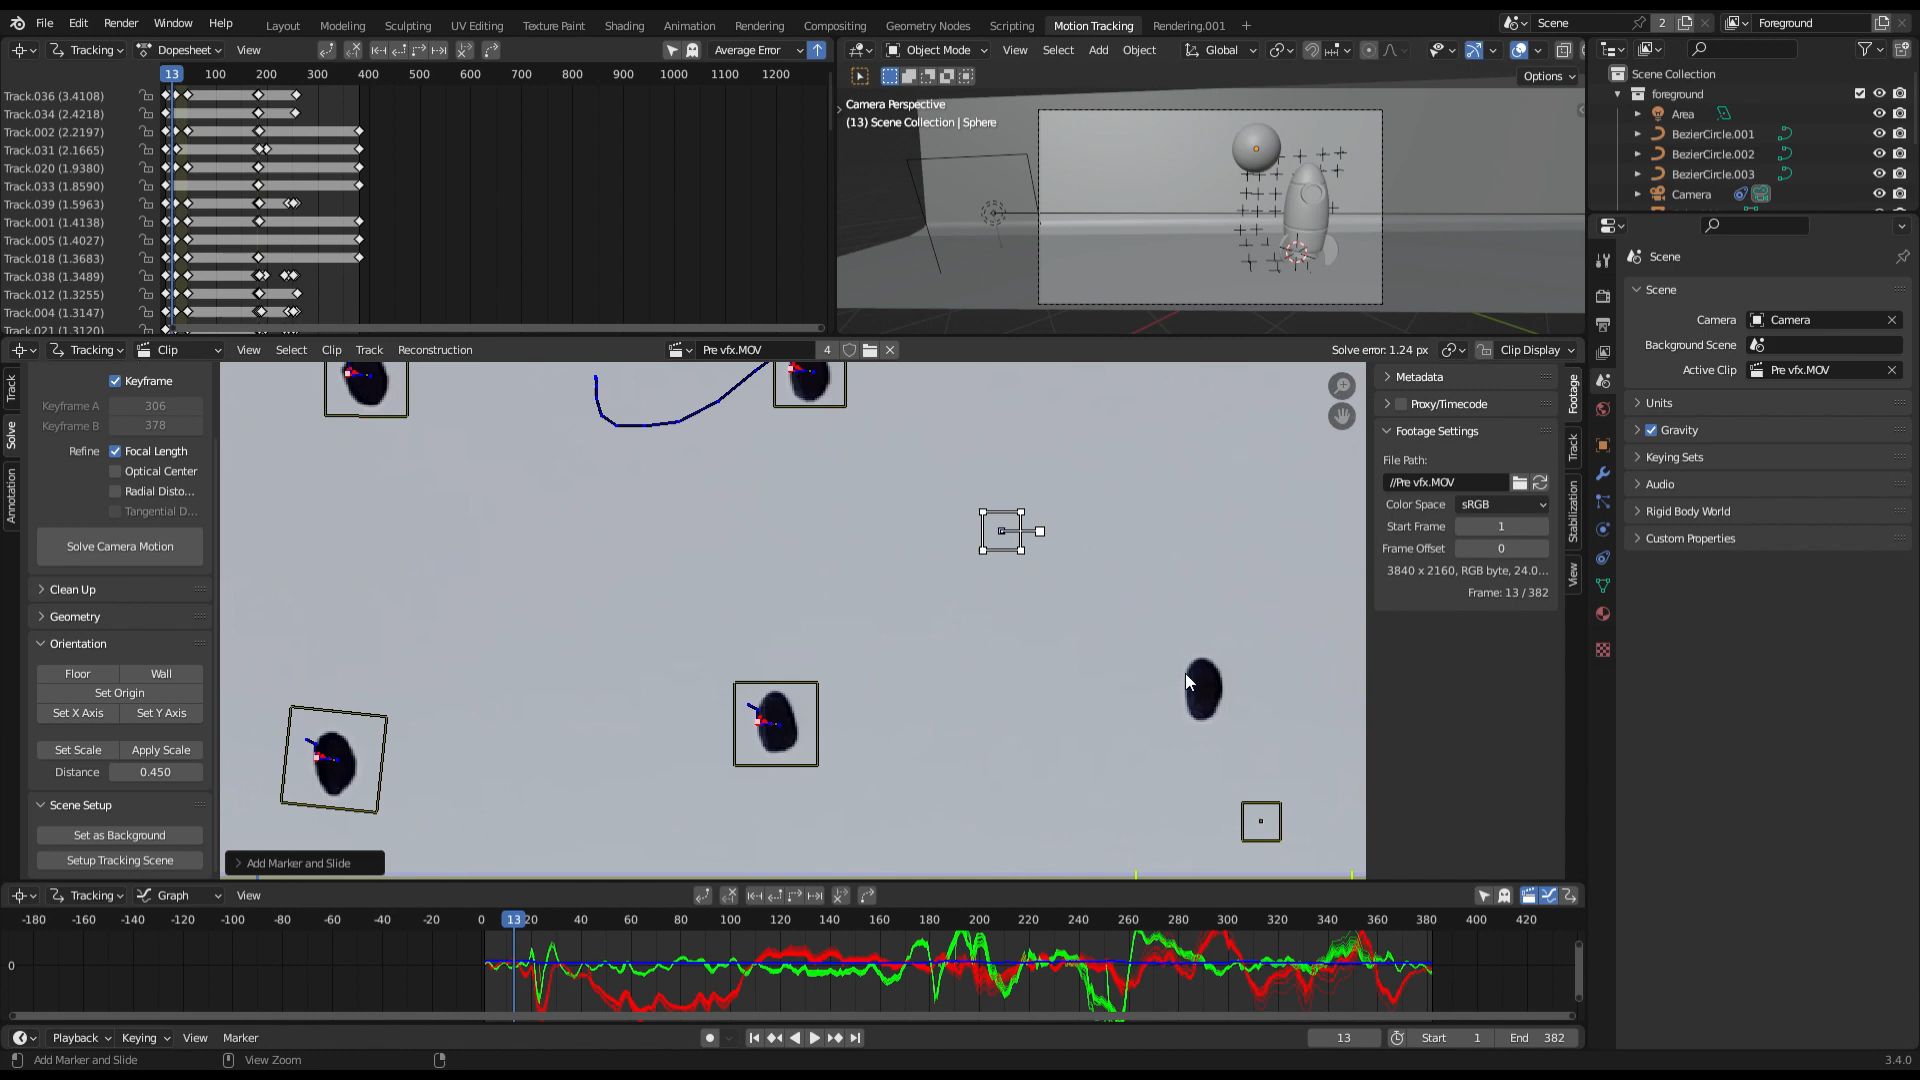 File Edit Render Window Help Layout Modeling Sculpting UV Editing Texture Paint Shading Animation Rendering Compositing Geometry Nodes Scripting Motion Tracking Rendering.001 + Scene 2 Foreground
Tracking Dopesheet View Average Error Object Mode View Select Add Object Global
13 100 200 300 400 500 600 700 800 900 1000 1100 1200
Options
Track.036 (3.4108)
Track.034 (2.4218)
Track.002 (2.2197)
Track.031 (2.1665)
Track.020 (1.9380)
Track.033 (1.8590)
Track.039 (1.5963)
Track.001 (1.4138)
Track.005 (1.4027)
Track.018 (1.3683)
Track.038 (1.3489)
Track.012 (1.3255)
Track.004 (1.3147)
Track.021 (1.3120)
Camera Perspective
(13) Scene Collection | Sphere
Scene Collection
foreground
Area
BezierCircle.001
BezierCircle.002
BezierCircle.003
Camera
Tracking Clip View Select Clip Track Reconstruction Pre vfx.MOV 4 Solve error: 1.24 px Clip Display
Track
Solve
Annotation
Keyframe
Keyframe A 306
Keyframe B 378
Refine Focal Length
Optical Center
Radial Disto...
Tangential D...
Solve Camera Motion
Clean Up
Geometry
Orientation
Floor Wall
Set Origin
Set X Axis Set Y Axis
Set Scale Apply Scale
Distance 0.450
Scene Setup
Set as Background
Setup Tracking Scene
Add Marker and Slide
Metadata
Proxy/Timecode
Footage Settings
File Path:
//Pre vfx.MOV
Color Space sRGB
Start Frame 1
Frame Offset 0
3840 x 2160, RGB byte, 24.0...
Frame: 13 / 382
Footage
Track
Stabilization
View
Scene
Scene
Camera Camera
Background Scene
Active Clip Pre vfx.MOV
Units
Gravity
Keying Sets
Audio
Rigid Body World
Custom Properties
Tracking Graph View
-180 -160 -140 -120 -100 -80 -60 -40 -20 0 13 20 40 60 80 100 120 140 160 180 200 220 240 260 280 300 320 340 360 380 400 420
0
Playback Keying View Marker 13 Start 1 End 382
Add Marker and Slide View Zoom 3.4.0